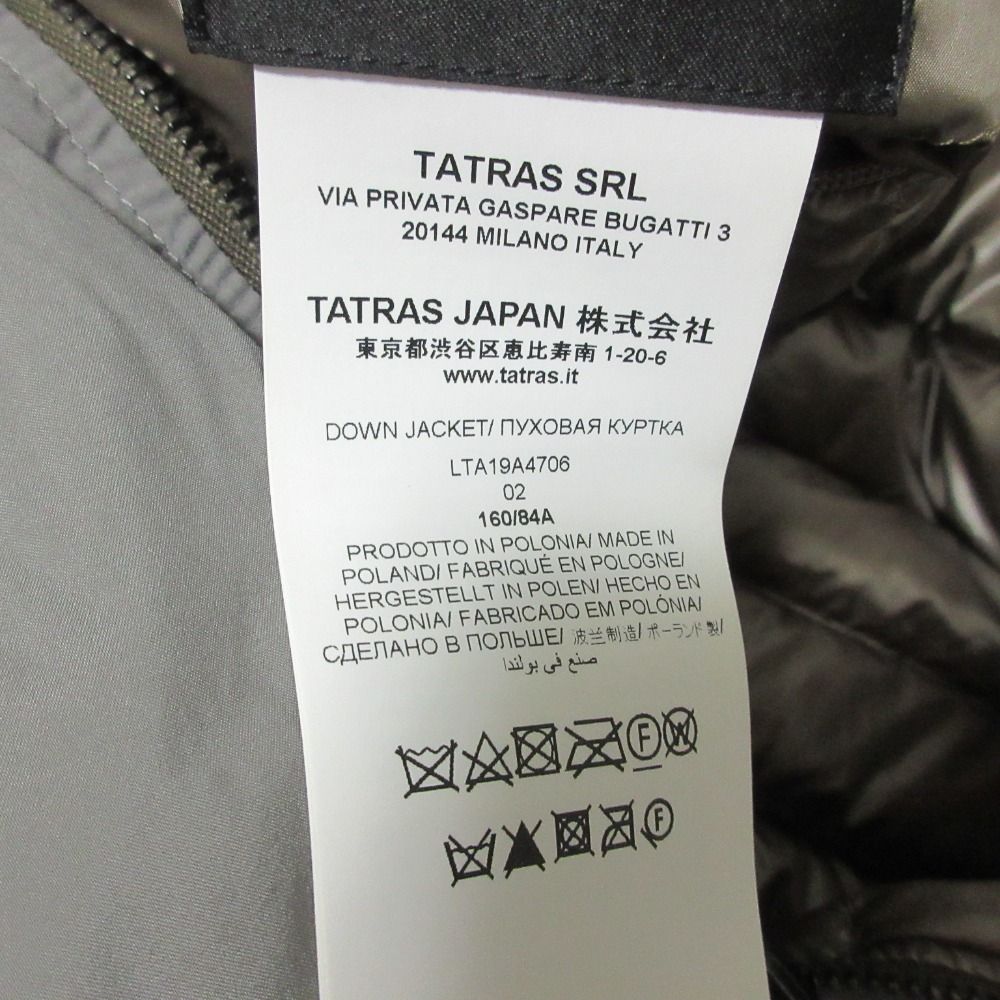 TATRAS SRL
VIA PRIVATA GASPARE BUGATTI 3
20144 MILANO ITALY
TATRAS JAPAN 株式会社
東京都渋谷区恵比寿南 1-20-6
www.tatras.it
DOWN JACKET/ ПУХОВАЯ КУРТКА
LTA19A4706
02
160/84A
PRODOTTO IN POLONIA/ MADE IN
POLAND/ FABRIQUÉ EN POLOGNE/
HERGESTELLT IN POLEN/ HECHO EN
POLONIA/ FABRICADO EM POLÓNIA/
СДЕЛАНО В ПОЛЬШЕ/ 波兰制造/ ポーランド製/
صنع في بولندا
F W
F